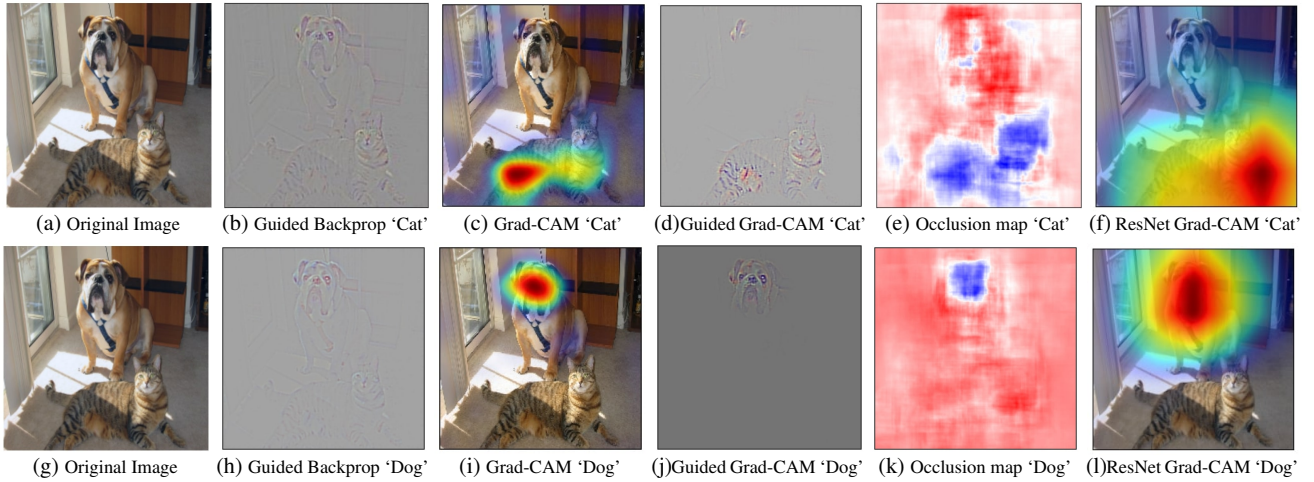 (a) Original Image
(b) Guided Backprop ‘Cat’
(c) Grad-CAM ‘Cat’
(d)Guided Grad-CAM ‘Cat’
(e) Occlusion map ‘Cat’
(f) ResNet Grad-CAM ‘Cat’
(g) Original Image
(h) Guided Backprop ‘Dog’
(i) Grad-CAM ‘Dog’
(j)Guided Grad-CAM ‘Dog’
(k) Occlusion map ‘Dog’
(l)ResNet Grad-CAM ‘Dog’